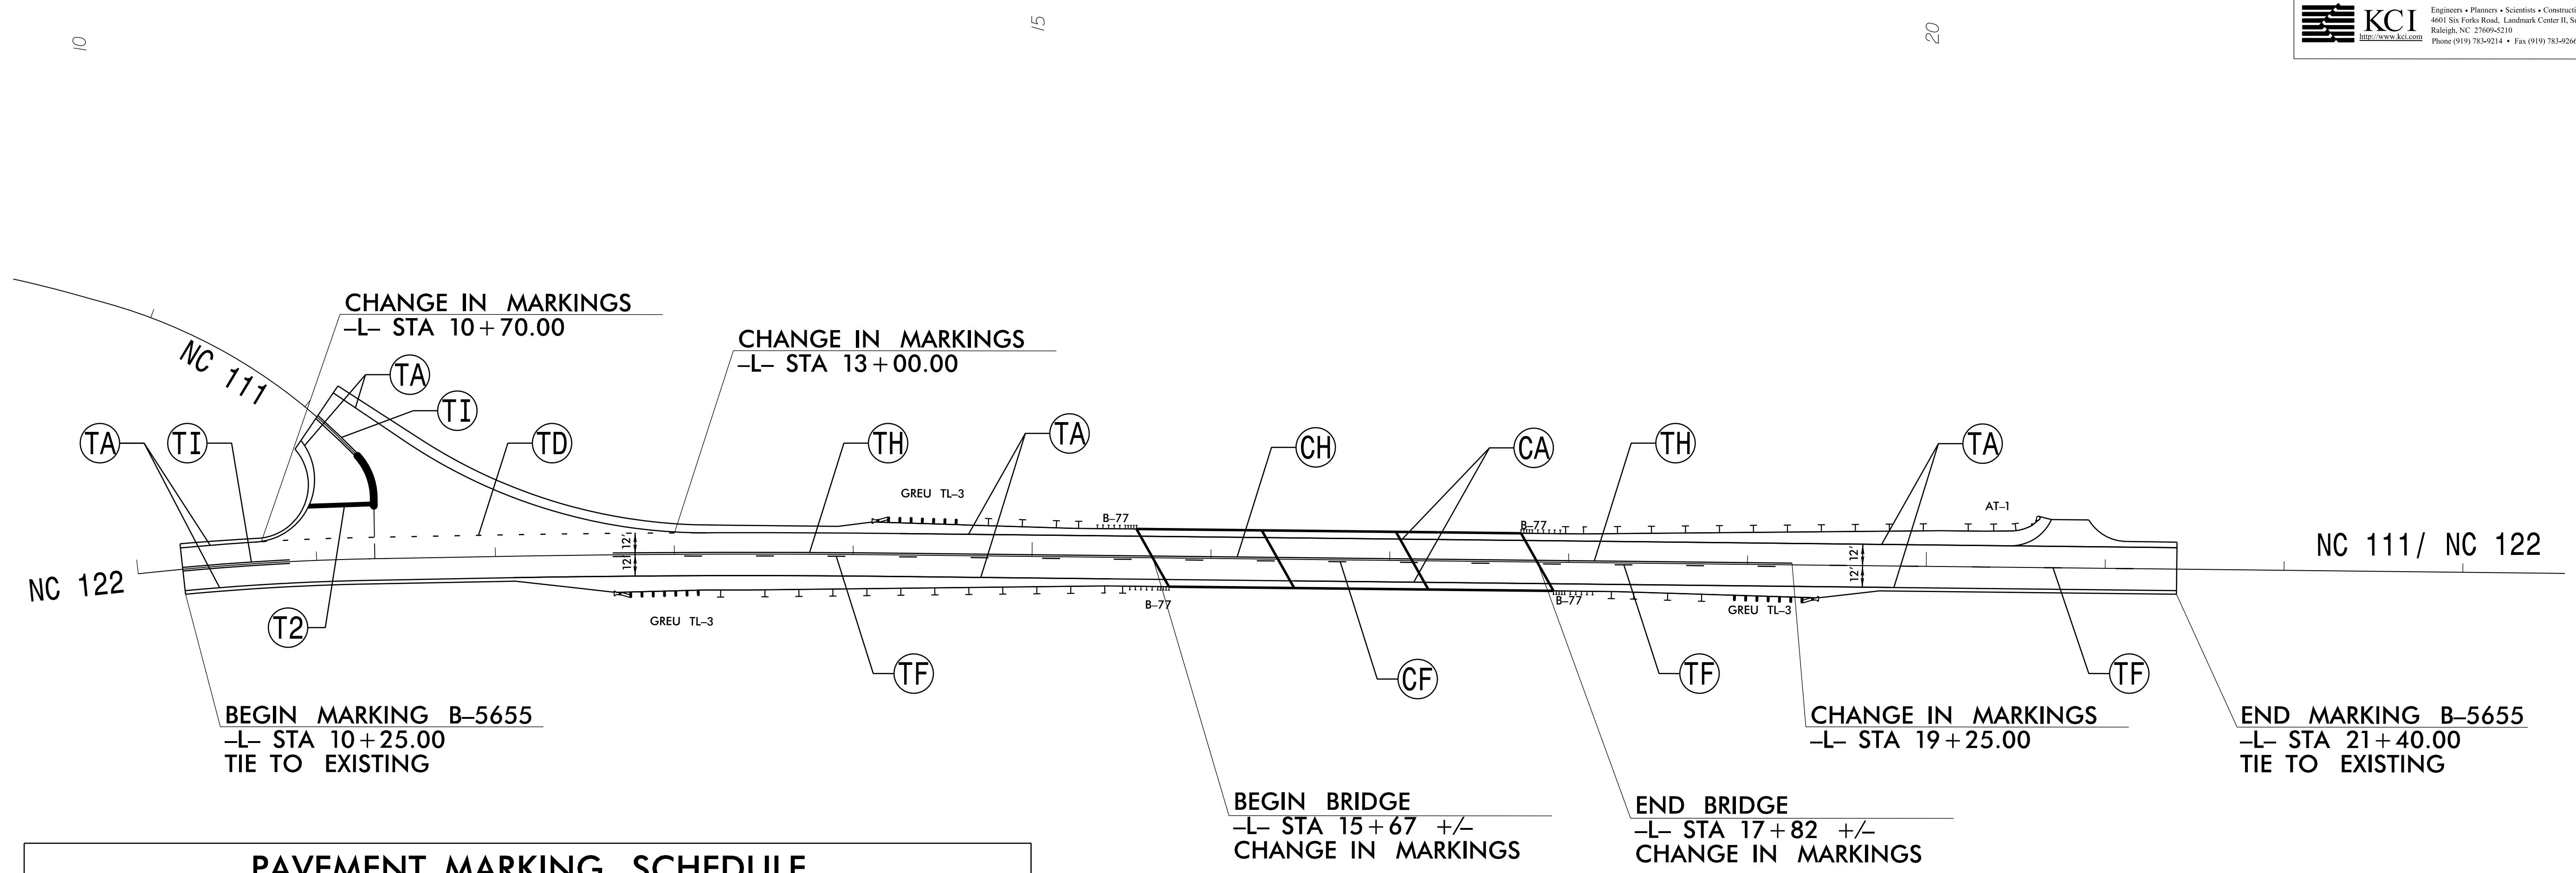 10
15
20
KCI
http://www.kci.com
Engineers • Planners • Scientists •
4601 Six Forks Road, Landmark Center II,
Raleigh, NC 27609-5210
Phone (919) 783-9214 • Fax (919) 783-9266
CHANGE IN MARKINGS
-L- STA 10+70.00
CHANGE IN MARKINGS
-L- STA 13+00.00
NC 111
TA
TI
TA
TI
TD
TH
TA
CH
CA
TH
TA
GREU TL-3
B-77
B-77
AT-1
12'
12'
12'
12'
NC 111/ NC 122
NC 122
T2
GREU TL-3
B-77
B-77
GREU TL-3
TF
CF
TF
TF
BEGIN MARKING B-5655
-L- STA 10+25.00
TIE TO EXISTING
CHANGE IN MARKINGS
-L- STA 19+25.00
END MARKING B-5655
-L- STA 21+40.00
TIE TO EXISTING
BEGIN BRIDGE
-L- STA 15+67 +/-
CHANGE IN MARKINGS
END BRIDGE
-L- STA 17+82 +/-
CHANGE IN MARKINGS
PAVEMENT MARKING SCHEDULE